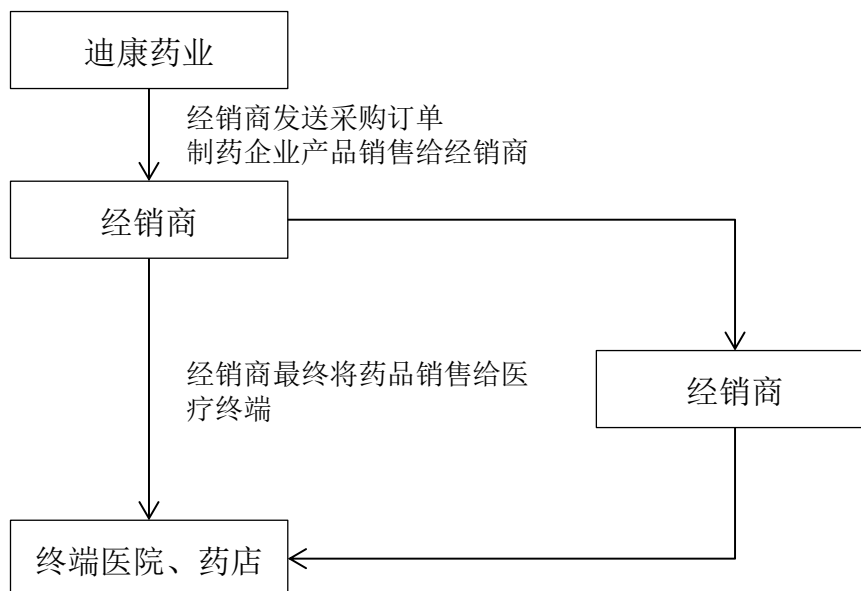 迪康药业
经销商发送采购订单
制药企业产品销售给经销商
经销商
经销商最终将药品销售给医
疗终端
经销商
终端医院、药店